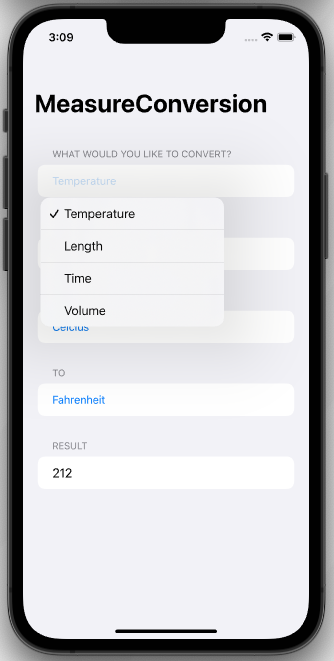 3:09
MeasureConversion
WHAT WOULD YOU LIKE TO CONVERT?
Temperature
✓ Temperature
Length
Time
Volume
Celcius
TO
Fahrenheit
RESULT
212